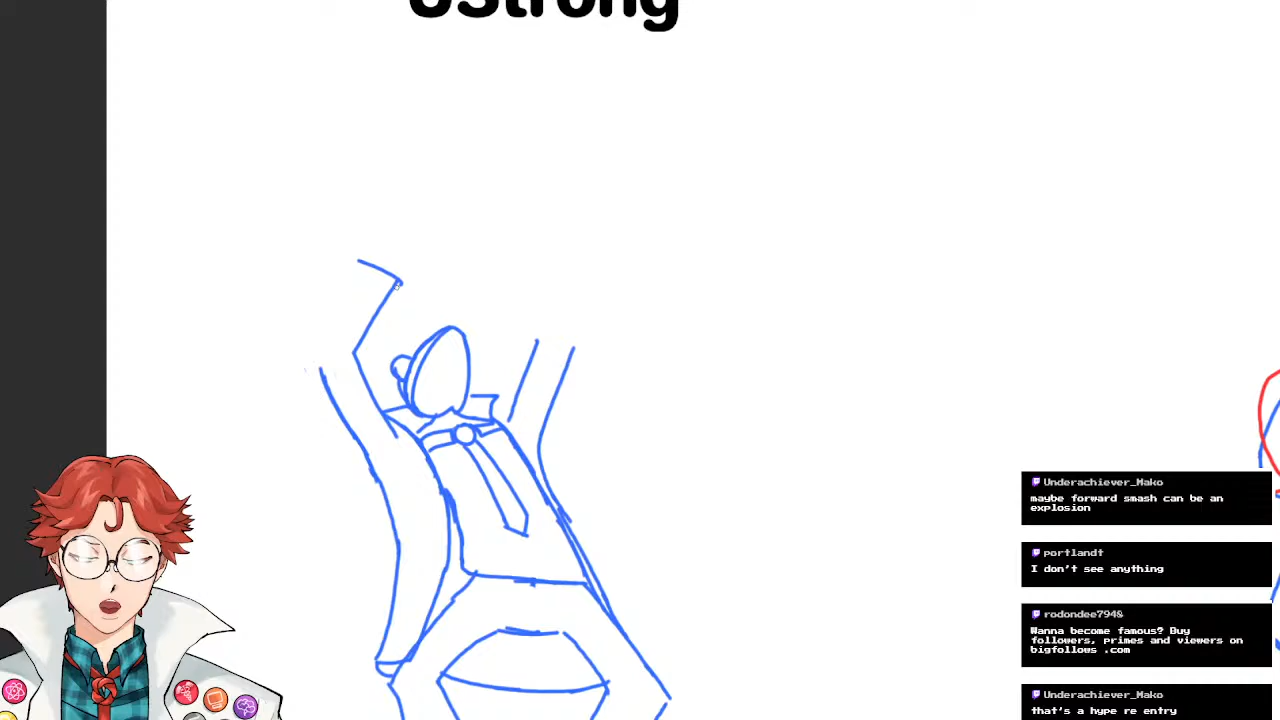 UStrong
Underachiever_Mako
maybe forward smash can be an
explosion
portlandt
I don't see anything
rodondee7948
Wanna become famous? Buy
followers, primes and viewers on
bigfollows .com
Underachiever_Mako
that's a hype re entry